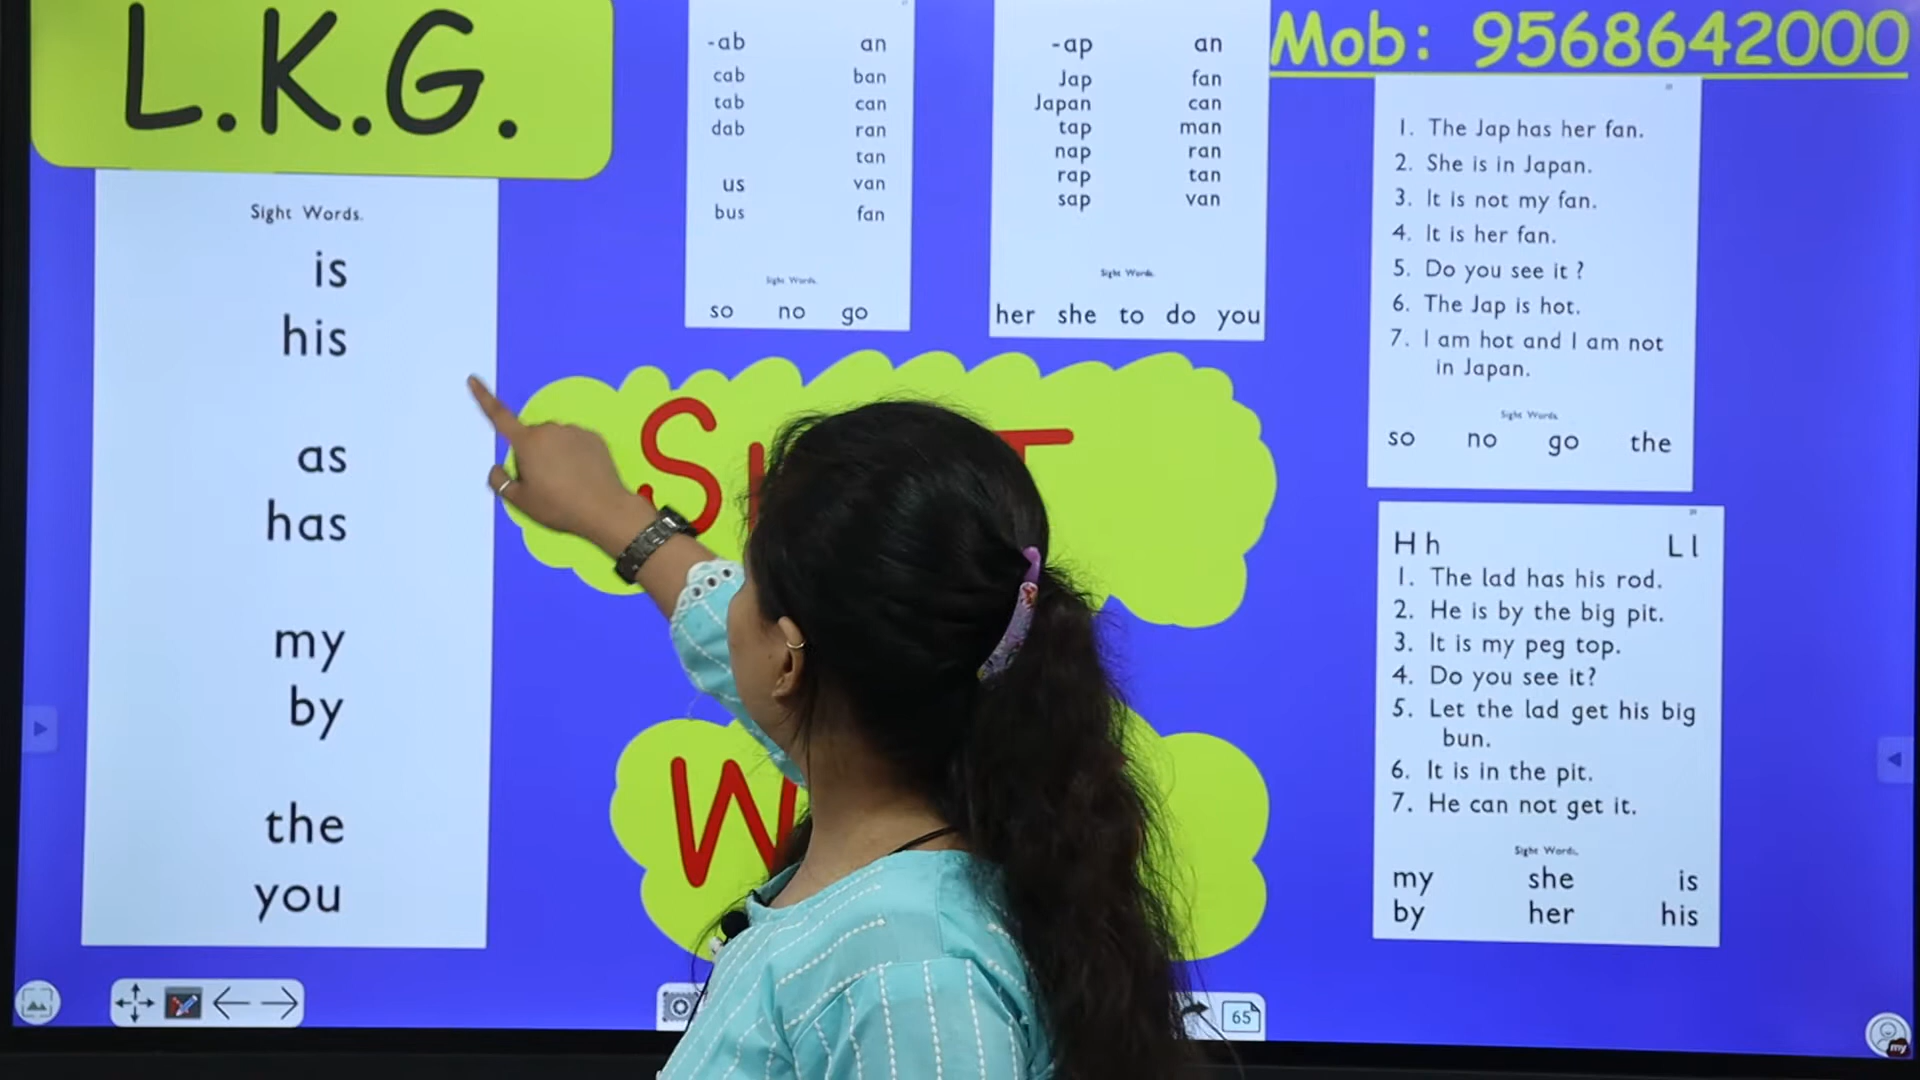 L.K.G.
Mob: 9568642000
Sight Words.
is
his
as
has
my
by
the
you
-ab an
cab ban
tab can
dab ran
tan
us van
bus fan
Sight Words.
so no go
-ap an
Jap fan
Japan can
tap man
nap ran
rap tan
sap van
Sight Words.
her she to do you
1. The Jap has her fan.
2. She is in Japan.
3. It is not my fan.
4. It is her fan.
5. Do you see it ?
6. The Jap is hot.
7. I am hot and I am not
in Japan.
Sight Words.
so no go the
H h L l
1. The lad has his rod.
2. He is by the big pit.
3. It is my peg top.
4. Do you see it?
5. Let the lad get his big
bun.
6. It is in the pit.
7. He can not get it.
Sight Words.
my she is
by her his
65
my